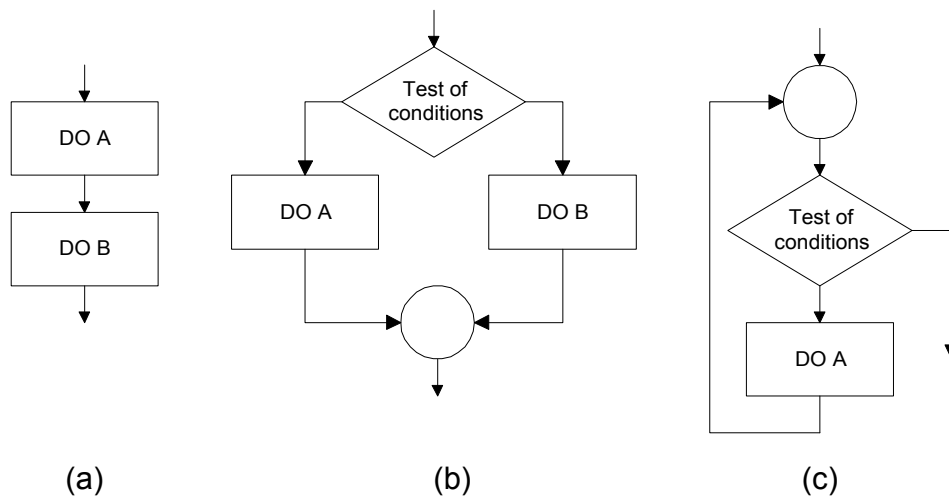 DO A
DO B
(a)
Test of
conditions
DO A
DO B
(b)
Test of
conditions
DO A
(c)